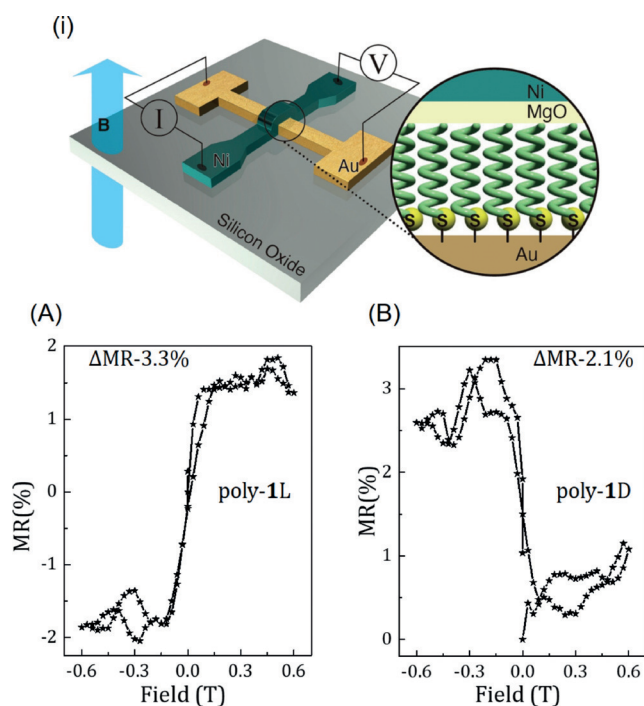 (i)
B
I
V
Ni
Au
Silicon Oxide
Ni
MgO
S S S S S S
Au
(A)
(B)
ΔMR-3.3%
poly-1L
MR(%)
2
1
0
-1
-2
-0.6 -0.3 0.0 0.3 0.6
Field (T)
ΔMR-2.1%
poly-1D
MR(%)
3
2
1
0
-0.6 -0.3 0.0 0.3 0.6
Field (T)